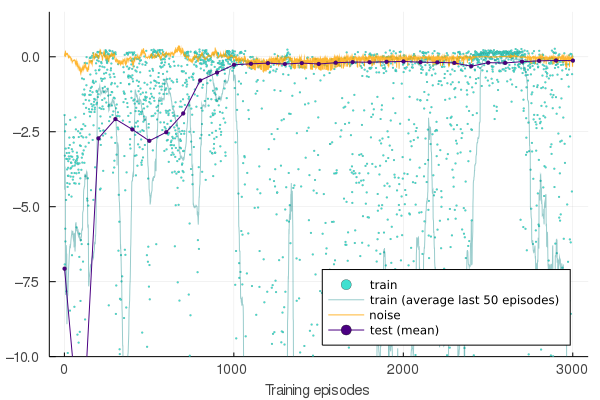 0.0
−2.5
−5.0
−7.5
−10.0
train
train (average last 50 episodes)
noise
test (mean)
0 1000 2000 3000
Training episodes